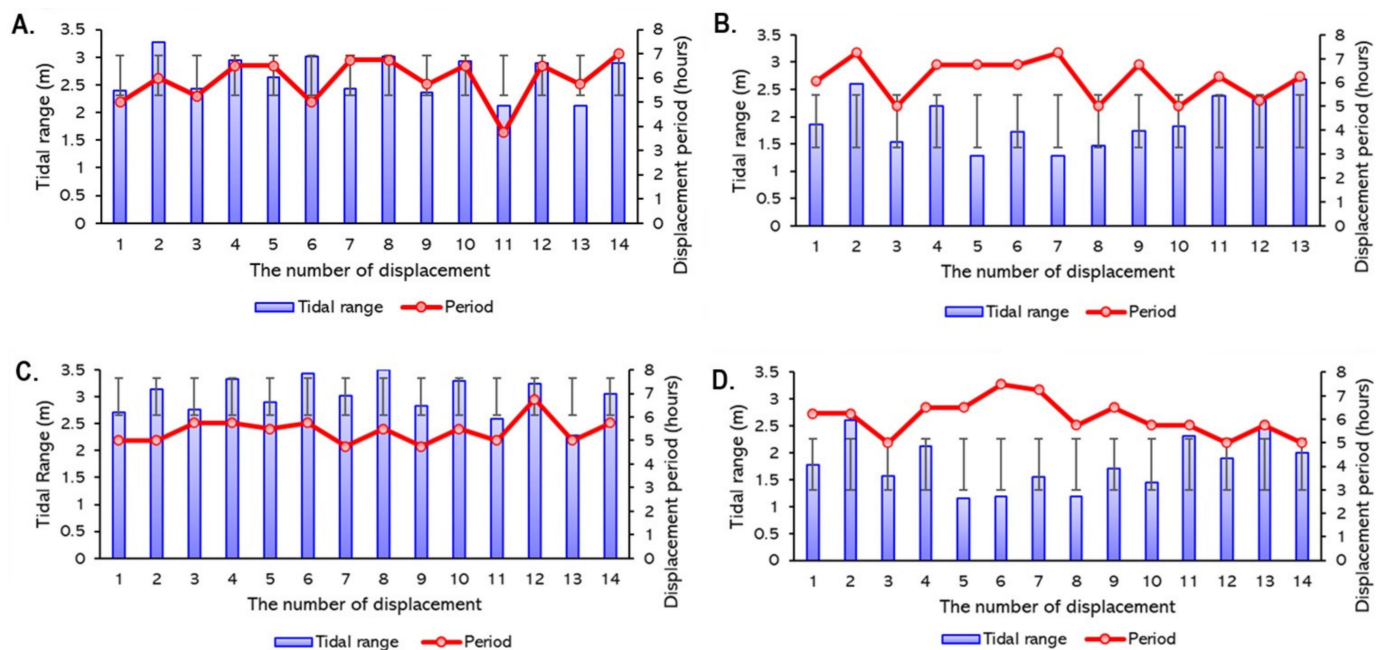 A.
Tidal range (m)
3.5
3
2.5
2
1.5
1
0.5
0
8
7
6
5
4
3
2
1
0
Displacement period (hours)
1 2 3 4 5 6 7 8 9 10 11 12 13 14
The number of displacement
Tidal range Period
B.
Tidal range (m)
3.5
3
2.5
2
1.5
1
0.5
0
8
7
6
5
4
3
2
1
0
Displacement period (hours)
1 2 3 4 5 6 7 8 9 10 11 12 13
The number of displacement
Tidal range Period
C.
Tidal Range (m)
3.5
3
2.5
2
1.5
1
0.5
0
8
7
6
5
4
3
2
1
0
Displacement period (hours)
1 2 3 4 5 6 7 8 9 10 11 12 13 14
The number of displacement
Tidal range Period
D.
Tidal range (m)
3.5
3
2.5
2
1.5
1
0.5
0
8
7
6
5
4
3
2
1
0
Displacement period (hours)
1 2 3 4 5 6 7 8 9 10 11 12 13 14
The number of displacement
Tidal range Period